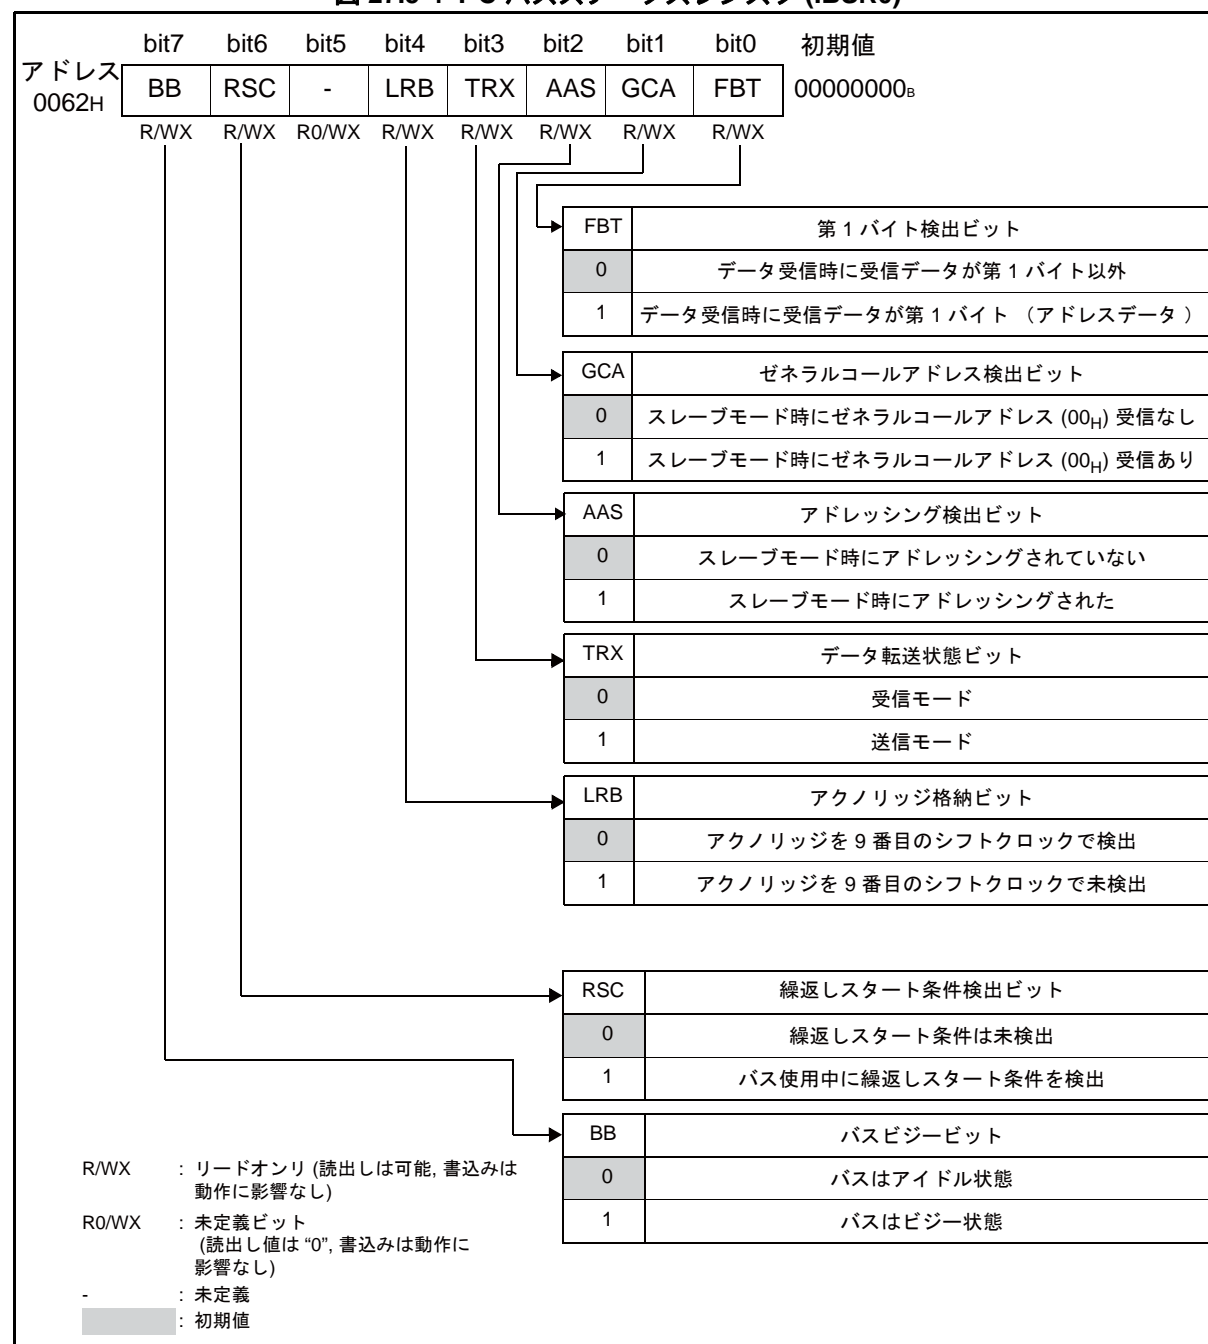 bit7 bit6 bit5 bit4 bit3 bit2 bit1 bit0 初期値
アドレス
0062H BB RSC - LRB TRX AAS GCA FBT 00000000B
R/WX R/WX R0/WX R/WX R/WX R/WX R/WX R/WX
FBT 第 1 バイト検出ビット
0 データ受信時に受信データが第 1 バイト以外
1 データ受信時に受信データが第 1 バイト （アドレスデータ ）
GCA ゼネラルコールアドレス検出ビット
0 スレーブモード時にゼネラルコールアドレス (00H) 受信なし
1 スレーブモード時にゼネラルコールアドレス (00H) 受信あり
AAS アドレッシング検出ビット
0 スレーブモード時にアドレッシングされていない
1 スレーブモード時にアドレッシングされた
TRX データ転送状態ビット
0 受信モード
1 送信モード
LRB アクノリッジ格納ビット
0 アクノリッジを 9 番目のシフトクロックで検出
1 アクノリッジを 9 番目のシフトクロックで未検出
RSC 繰返しスタート条件検出ビット
0 繰返しスタート条件は未検出
1 バス使用中に繰返しスタート条件を検出
BB バスビジービット
0 バスはアイドル状態
1 バスはビジー状態
R/WX : リードオンリ (読出しは可能, 書込みは
動作に影響なし)
R0/WX : 未定義ビット
(読出し値は “0”, 書込みは動作に
影響なし)
- : 未定義
: 初期値